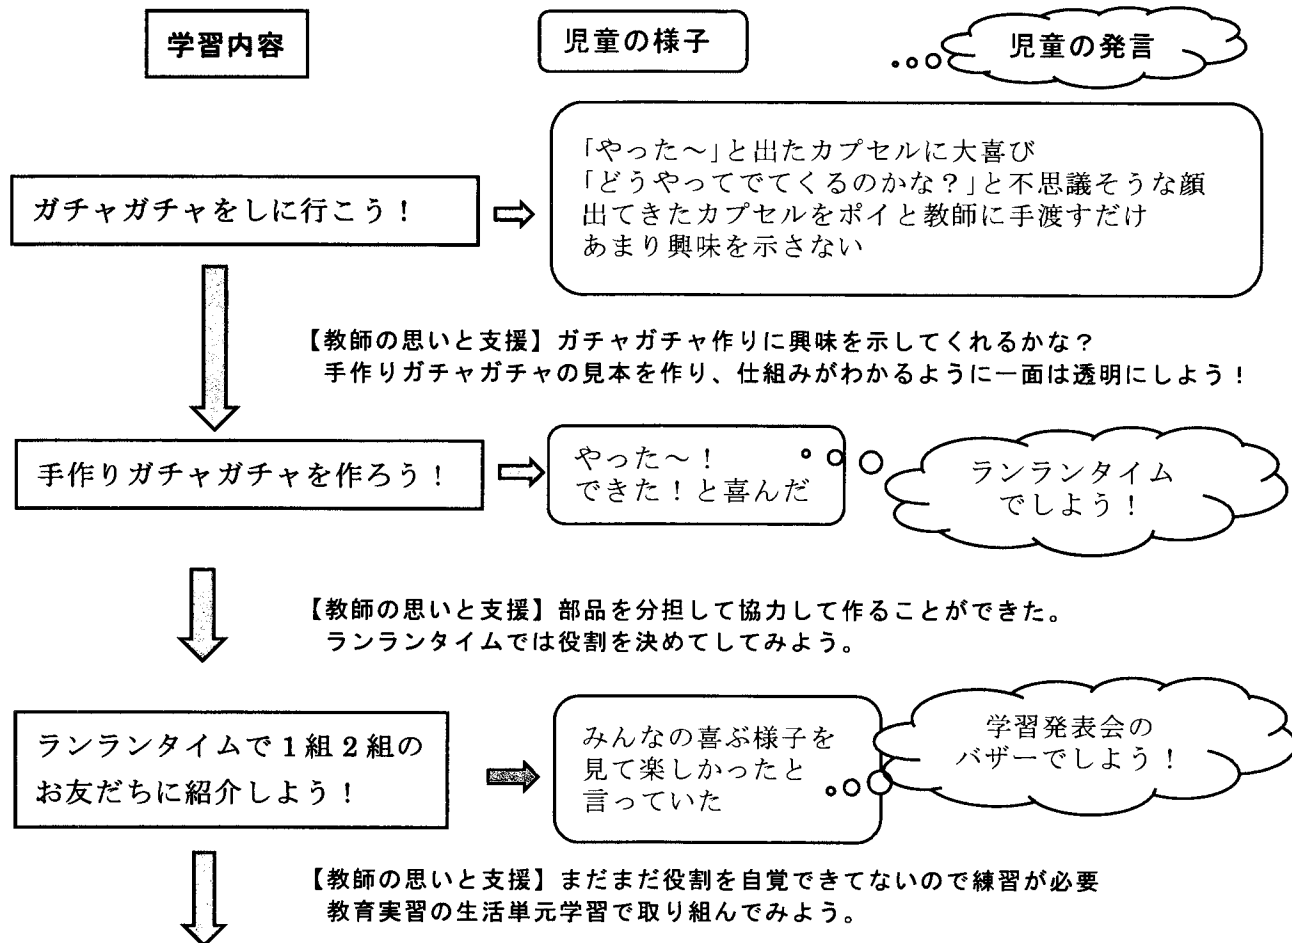 学習内容
児童の様子
児童の発言
「やった～」と出たカプセルに大喜び
「どうやってでてくるのかな？」と不思議そうな顔
出てきたカプセルをポイと教師に手渡すだけ
あまり興味を示さない
ガチャガチャをしに行こう！
【教師の思いと支援】ガチャガチャ作りに興味を示してくれるかな？
手作りガチャガチャの見本を作り、仕組みがわかるように一面は透明にしよう！
手作りガチャガチャを作ろう！
やった～！
できた！と喜んだ
ランランタイム
でしよう！
【教師の思いと支援】部品を分担して協力して作ることができた。
ランランタイムでは役割を決めてしてみよう。
ランランタイムで１組２組の
お友だちに紹介しよう！
みんなの喜ぶ様子を
見て楽しかったと
言っていた
学習発表会の
バザーでしよう！
【教師の思いと支援】まだまだ役割を自覚できてないので練習が必要
教育実習の生活単元学習で取り組んでみよう。